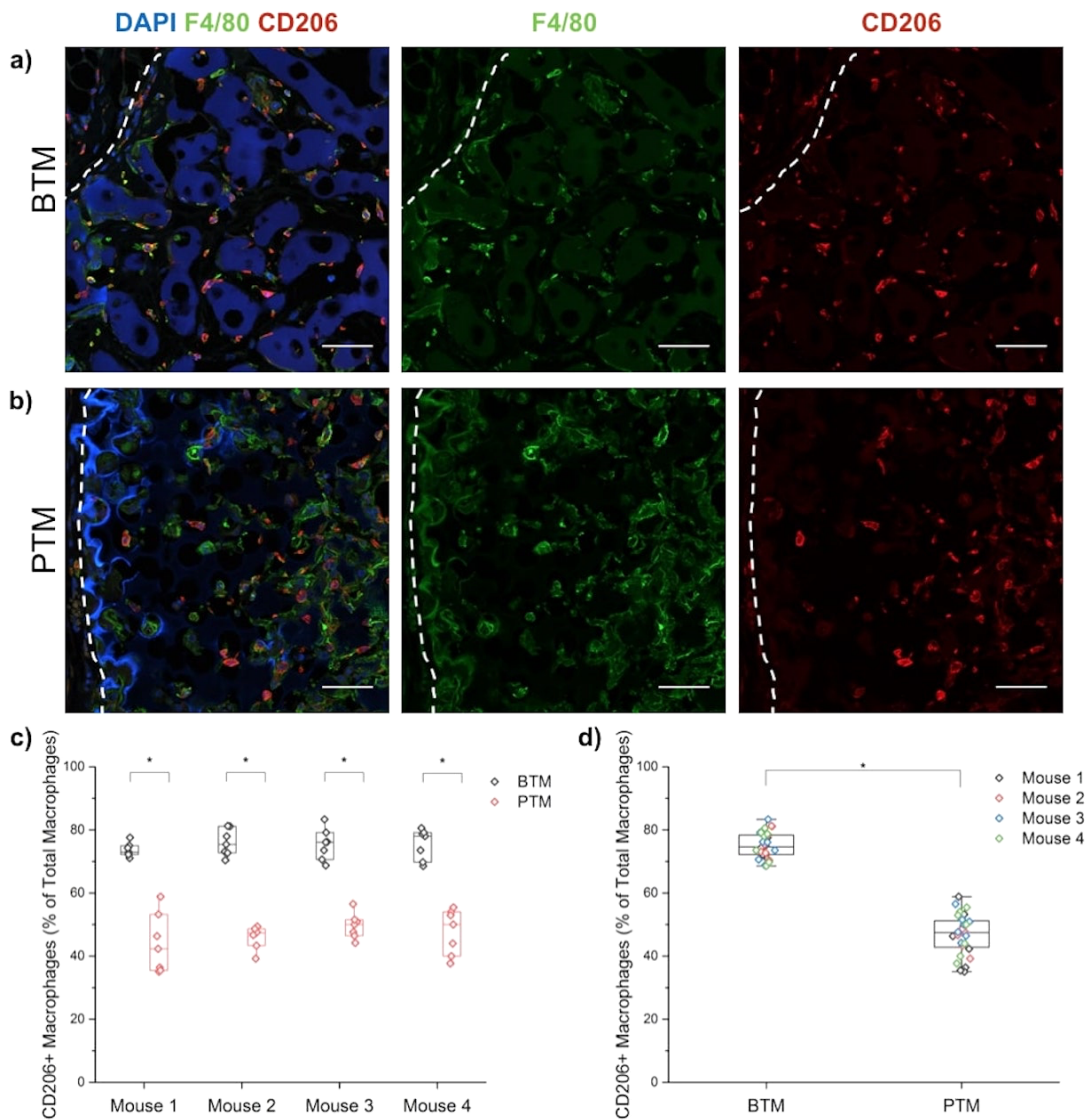 DAPI F4/80 CD206
F4/80
CD206
a)
BTM
b)
PTM
c)
CD206+ Macrophages (% of Total Macrophages)
100
80
60
40
20
0
* * * *
BTM
PTM
Mouse 1 Mouse 2 Mouse 3 Mouse 4
d)
CD206+ Macrophages (% of Total Macrophages)
100
80
60
40
20
0
*
Mouse 1
Mouse 2
Mouse 3
Mouse 4
BTM PTM